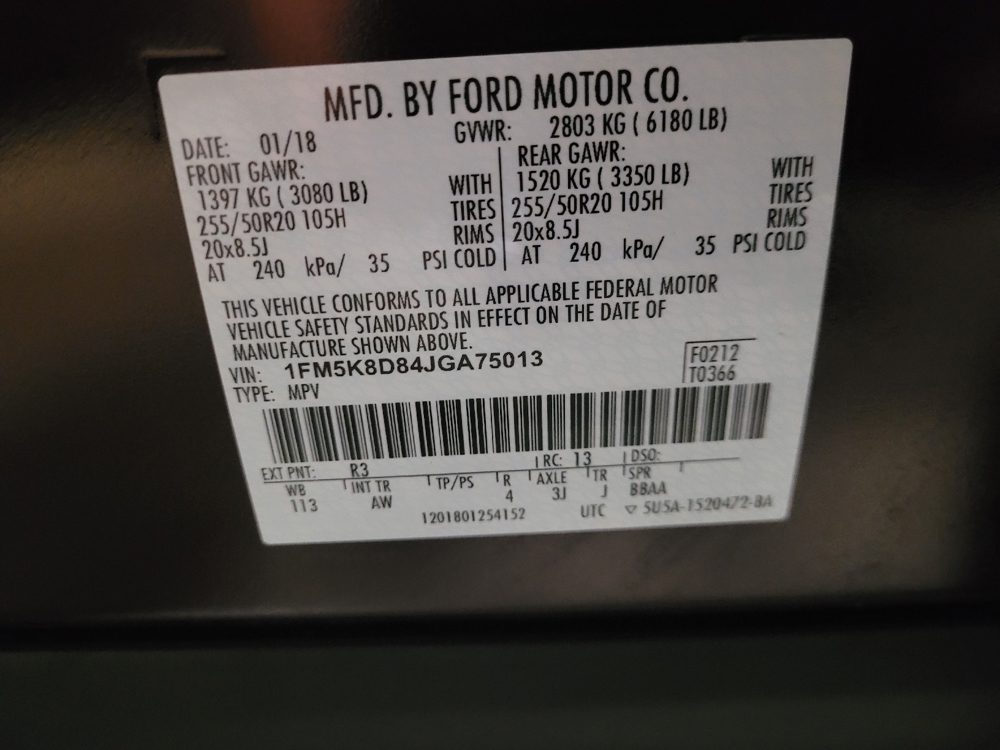 MFD. BY FORD MOTOR CO.
DATE: 01/18 GVWR: 2803 KG ( 6180 LB)
FRONT GAWR: REAR GAWR:
1397 KG ( 3080 LB) WITH 1520 KG ( 3350 LB) WITH
255/50R20 105H TIRES 255/50R20 105H TIRES
20x8.5J RIMS 20x8.5J RIMS
AT 240 kPa/ 35 PSI COLD AT 240 kPa/ 35 PSI COLD
THIS VEHICLE CONFORMS TO ALL APPLICABLE FEDERAL MOTOR
VEHICLE SAFETY STANDARDS IN EFFECT ON THE DATE OF
MANUFACTURE SHOWN ABOVE.
VIN: 1FM5K8D84JGA75013 F0212
TYPE: MPV T0366
EXT PNT: R3 RC: 13 DSO:
WB INT TR TP/PS R AXLE TR SPR
113 AW 4 3J J BBAA
1201801254152 UTC ▽ 5U5A-1520472-BA